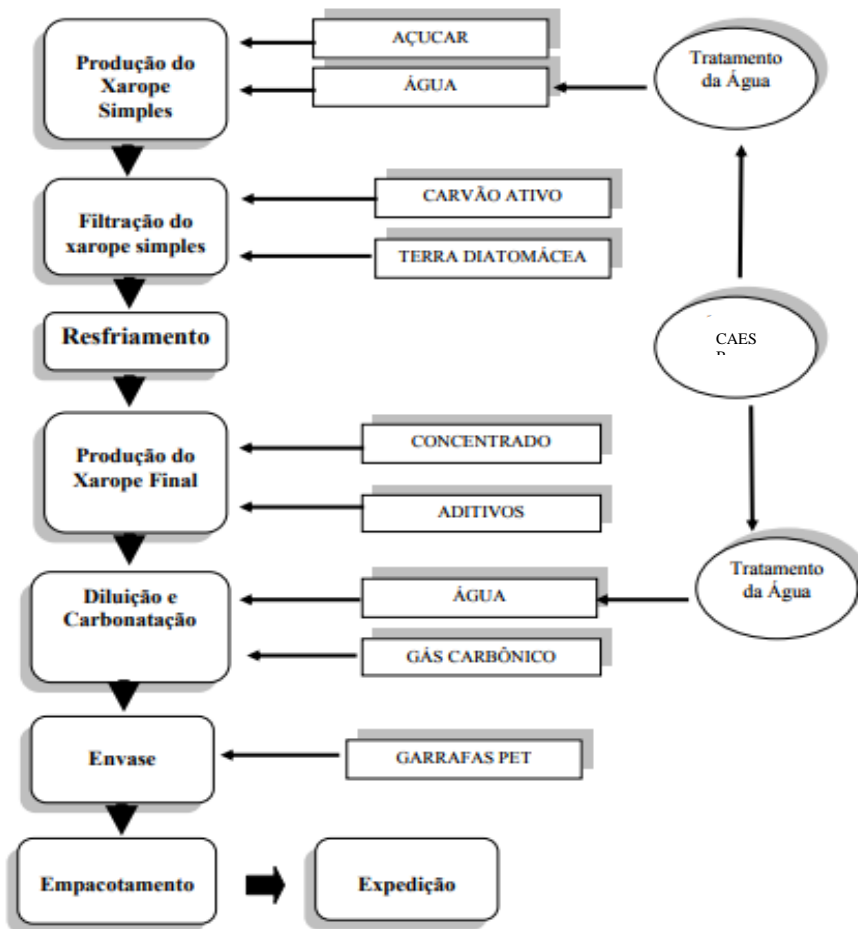 AÇUCAR
Produção do
Xarope
Simples
ÁGUA
Tratamento
da Água
Filtração do
xarope simples
CARVÃO ATIVO
TERRA DIATOMÁCEA
Resfriamento
CAES
Produção do
Xarope Final
CONCENTRADO
ADITIVOS
Diluição e
Carbonatação
ÁGUA
GÁS CARBÔNICO
Tratamento
da Água
Envase
GARRAFAS PET
Empacotamento
Expedição